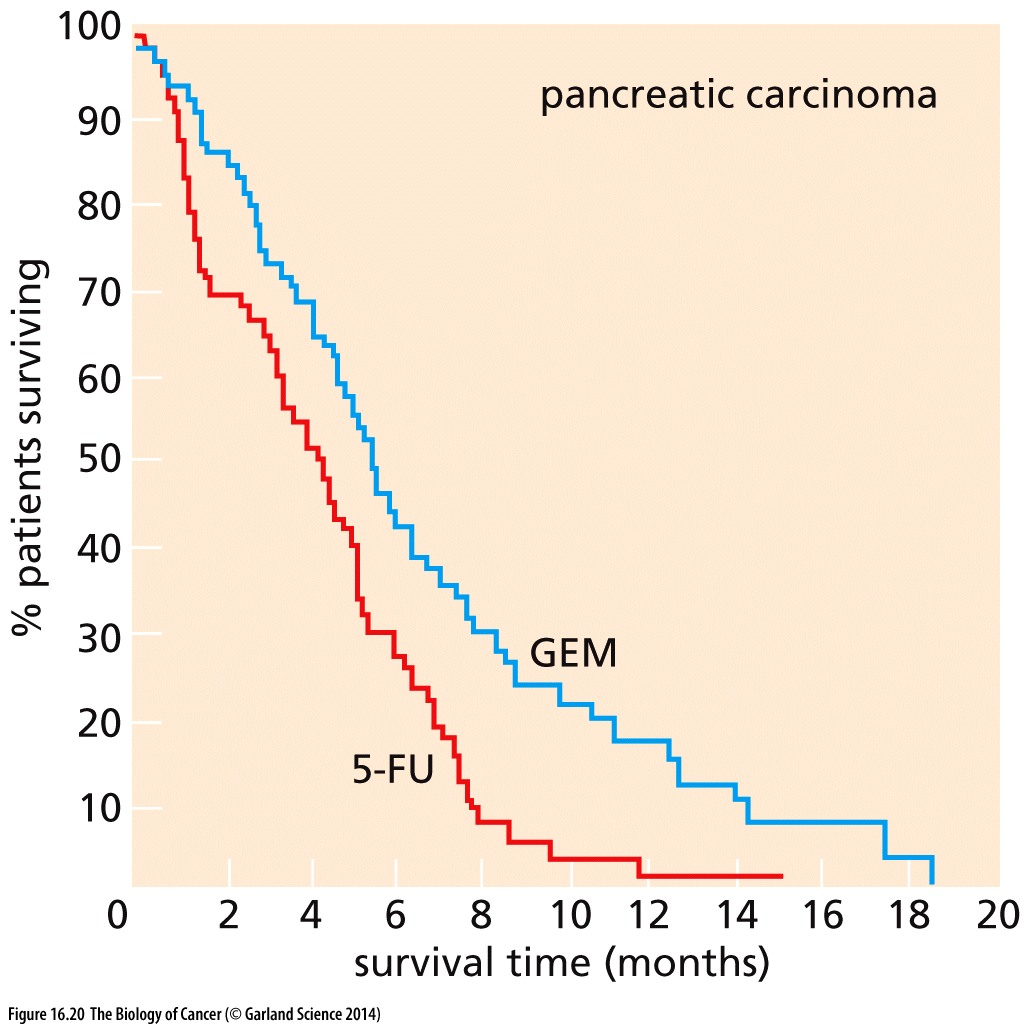 100
pancreatic carcinoma
90
80
70
60
50
40
30
20
10
% patients surviving
GEM
5-FU
0 2 4 6 8 10 12 14 16 18 20
survival time (months)
Figure 16.20 The Biology of Cancer (© Garland Science 2014)